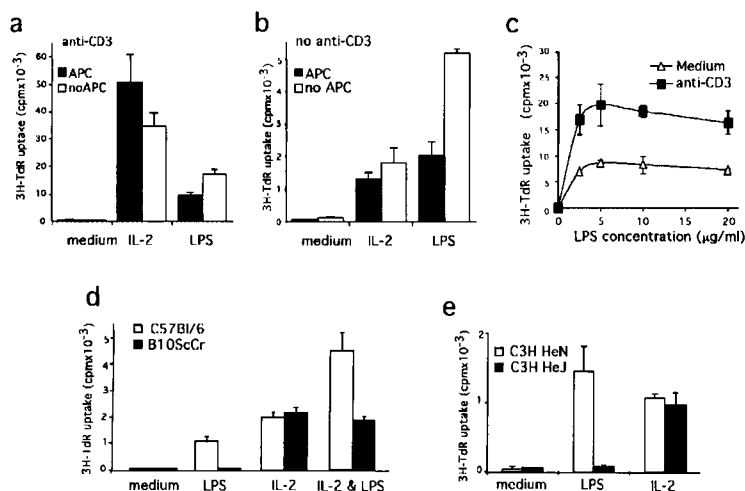 a
anti-CD3
APC
noAPC
3H-TdR uptake (cpmx10-3)
60
50
40
30
20
10
0
medium IL-2 LPS
b
no anti-CD3
APC
no APC
3H-TdR uptake (cpmx10-3)
5
4
3
2
1
0
medium IL-2 LPS
c
Medium
anti-CD3
3H-TdR uptake (cpmx10-3)
30
25
20
15
10
5
0
0 5 10 15 20
LPS concentration (µg/ml)
d
C57Bl/6
B10ScCr
3H-TdR uptake (cpmx10-3)
5
4
3
2
1
0
medium LPS IL-2 IL-2 & LPS
e
C3H HeN
C3H HeJ
3H-TdR uptake (cpmx10-3)
2
1
0
medium LPS IL-2